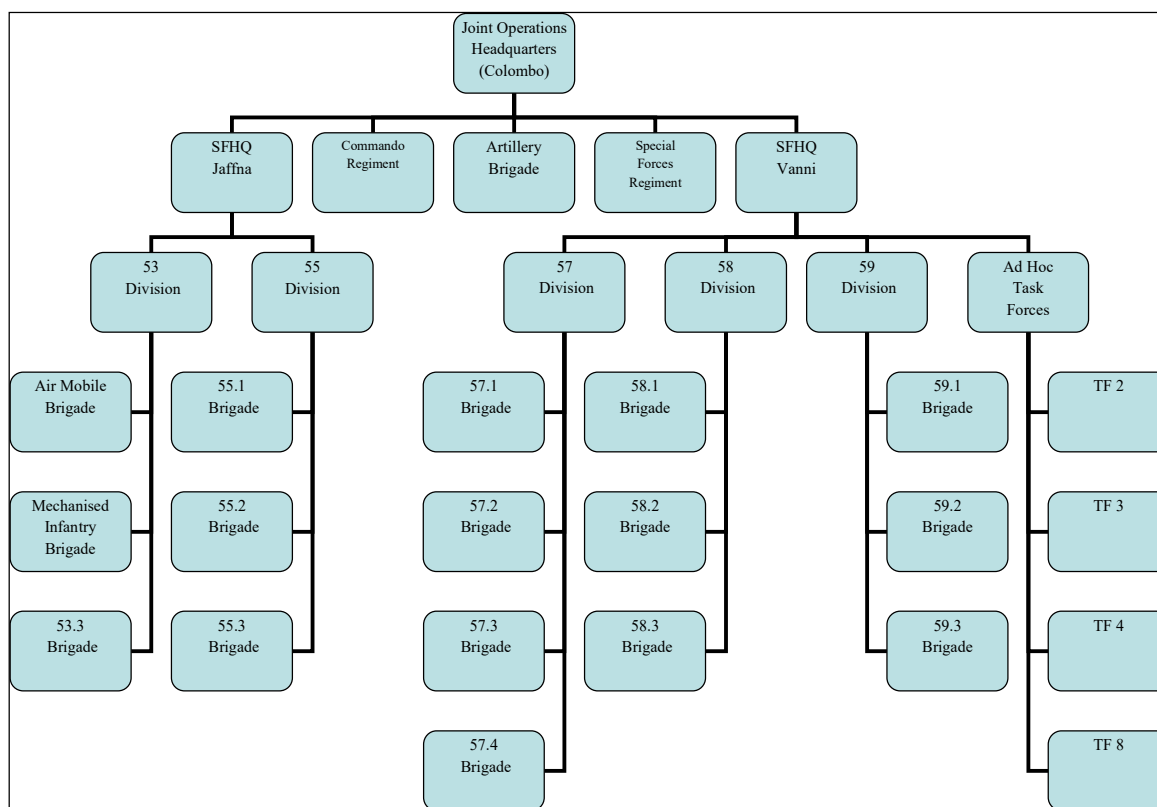 Joint Operations
Headquarters
(Colombo)
SFHQ
Jaffna
Commando
Regiment
Artillery
Brigade
Special
Forces
Regiment
SFHQ
Vanni
53
Division
55
Division
57
Division
58
Division
59
Division
Ad Hoc
Task
Forces
Air Mobile
Brigade
55.1
Brigade
57.1
Brigade
58.1
Brigade
59.1
Brigade
TF 2
Mechanised
Infantry
Brigade
55.2
Brigade
57.2
Brigade
58.2
Brigade
59.2
Brigade
TF 3
53.3
Brigade
55.3
Brigade
57.3
Brigade
58.3
Brigade
59.3
Brigade
TF 4
57.4
Brigade
TF 8